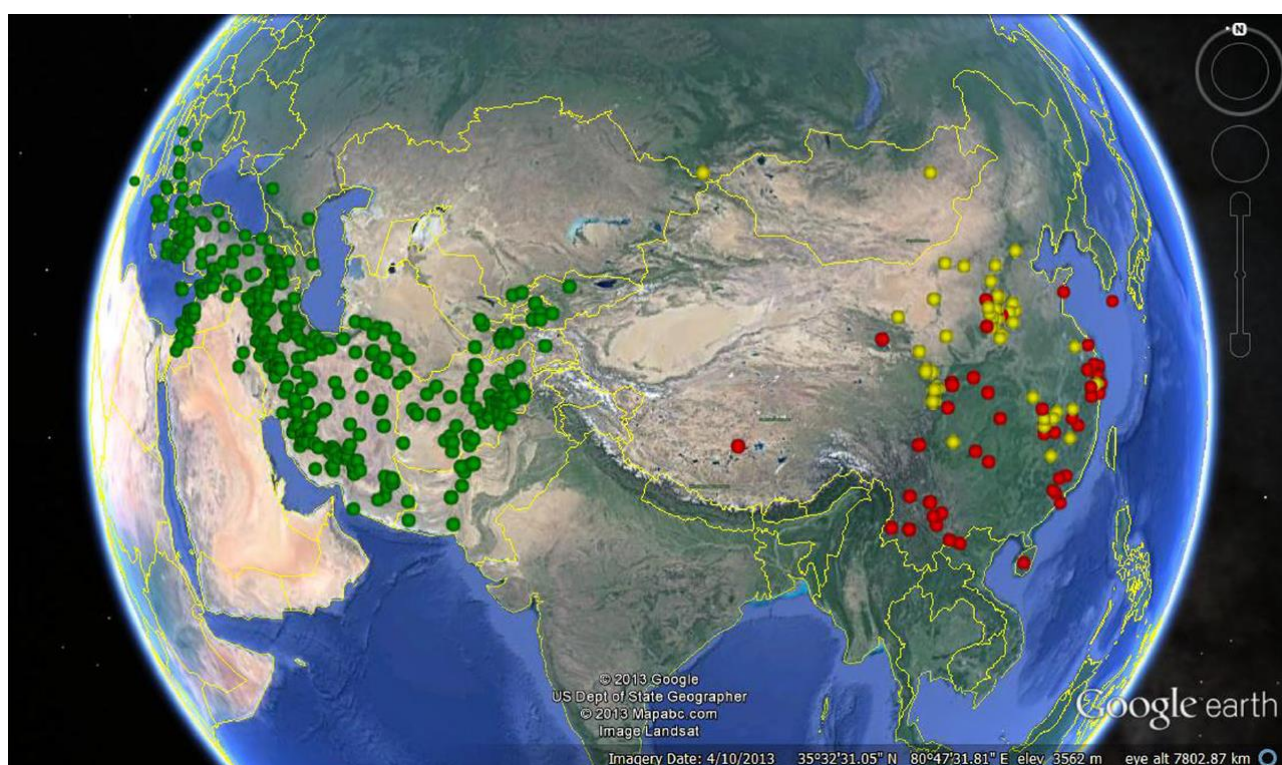 N
© 2013 Google
US Dept of State Geographer
© 2013 Mapabc.com
Image Landsat
Google earth
Imagery Date: 4/10/2013 35°32'31.05" N 80°47'31.81" E elev 3562 m eye alt 7802.87 km